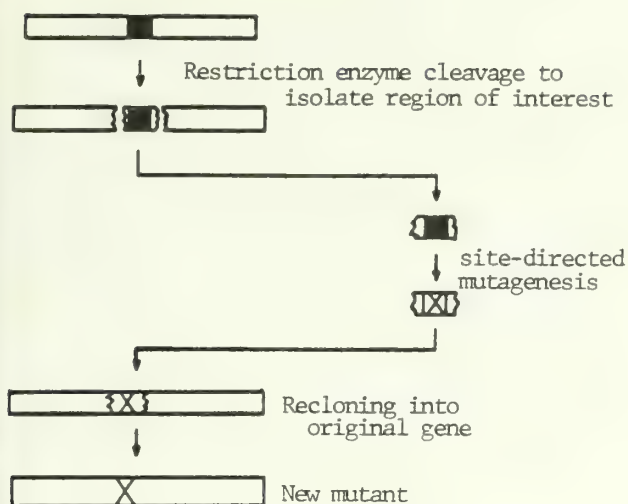 Restriction enzyme cleavage to
isolate region of interest
site-directed
mutagenesis
Recloning into
original gene
New mutant